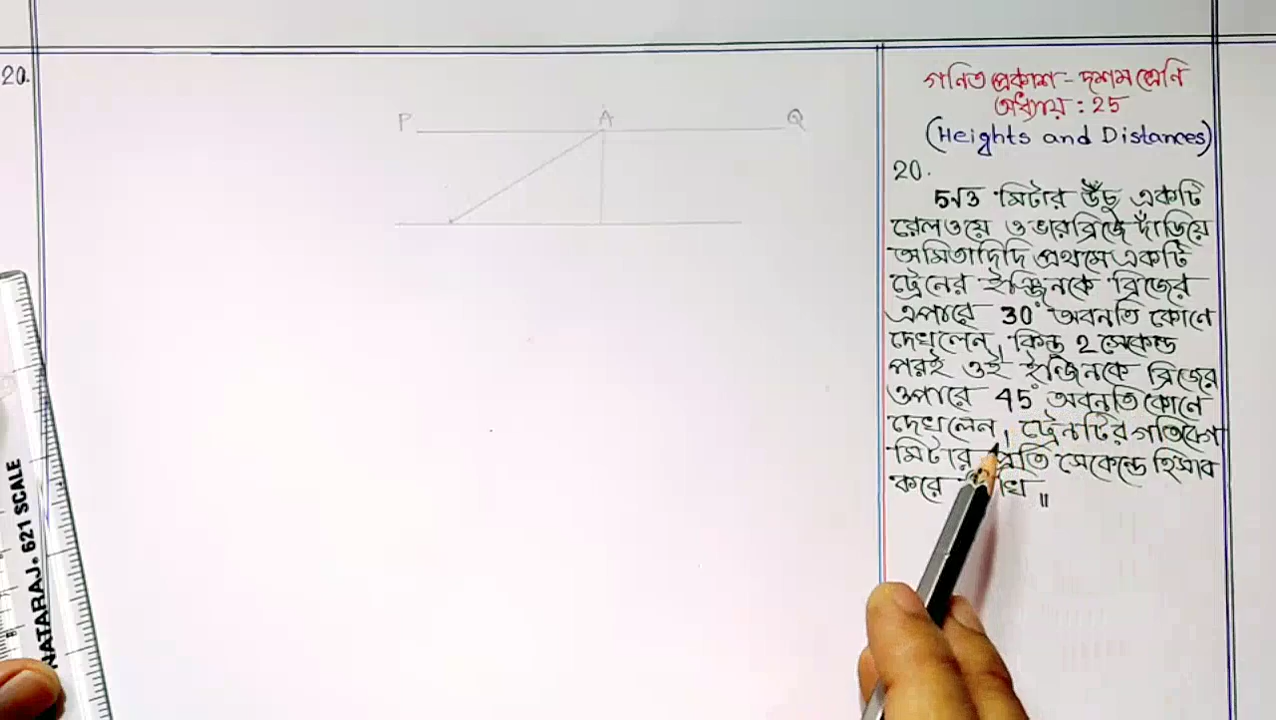 20.
P A Q
গনিত প্রকাশ - দশম শ্রেনি
অধ্যায় : 25
(Heights and Distances)
20.
5√3 মিটার উঁচু একটি
রেলওয়ে ওভারব্রিজে দাঁড়িয়ে
অমিতাদিদি প্রথমে একটি
ট্রেনের ইঞ্জিনকে ব্রিজের
এপারে 30° অবনতি কোনে
দেখলেন, কিন্তু 2 সেকেন্ড
পরই ওই ইঞ্জিনকে ব্রিজের
ওপারে 45° অবনতি কোনে
দেখলেন, ট্রেনটির গতিবেগ
মিটার প্রতি সেকেন্ডে হিসাব
করে ॥
NATARAJ. 621 SCALE